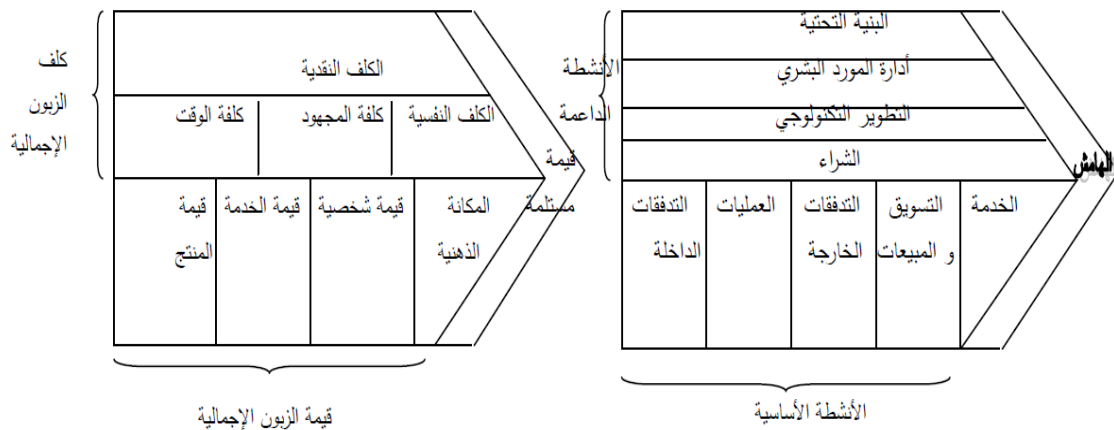 البنية التحتية
أدارة المورد البشري
التطوير التكنولوجي
الشراء
الأنشطة
الداعمة
الهامش
الخدمة
التسويق
و المبيعات
التدفقات
الخارجة
العمليات
التدفقات
الداخلة
الأنشطة الأساسية
كلف
الزبون
الإجمالية
الكلف النقدية
الكلف النفسية
كلفة المجهود
كلفة الوقت
قيمة
مستلمة
المكانة
الذهنية
قيمة شخصية
قيمة الخدمة
قيمة
المنتج
قيمة الزبون الإجمالية